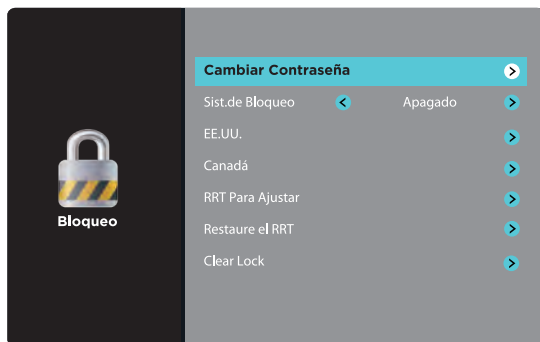 Cambiar Contraseña
Sist.de Bloqueo Apagado
EE.UU.
Canadá
RRT Para Ajustar
Restaure el RRT
Clear Lock
Bloqueo